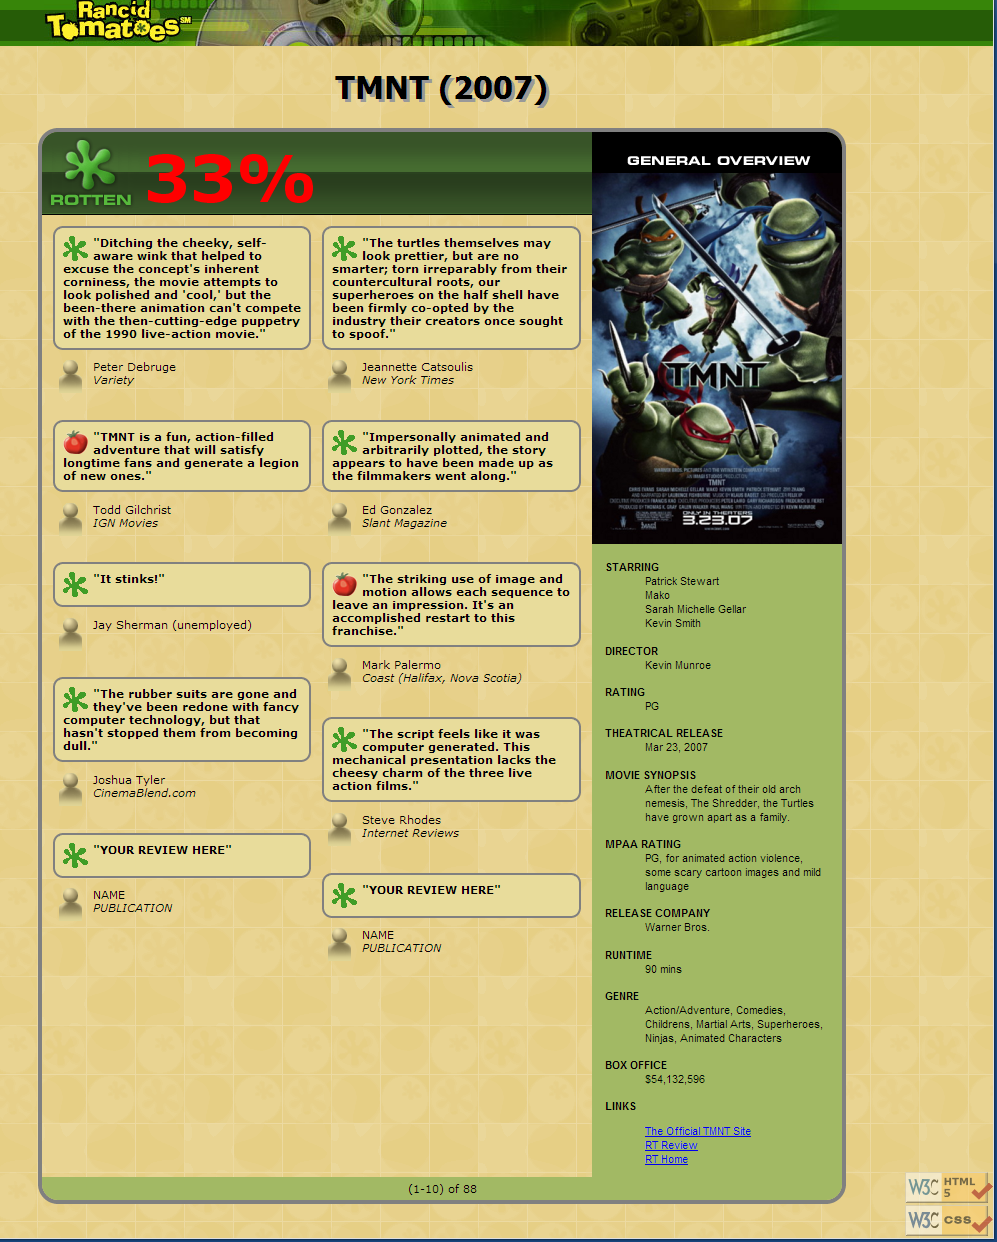 Rancid
Tomatoes SM
TMNT (2007)
ROTTEN
33%
"Ditching the cheeky, self-
aware wink that helped to
excuse the concept's inherent
corniness, the movie attempts to
look polished and 'cool,' but the
been-there animation can't compete
with the then-cutting-edge puppetry
of the 1990 live-action movie."
Peter Debruge
Variety
"TMNT is a fun, action-filled
adventure that will satisfy
longtime fans and generate a legion
of new ones."
Todd Gilchrist
IGN Movies
"It stinks!"
Jay Sherman (unemployed)
"The rubber suits are gone and
they've been redone with fancy
computer technology, but that
hasn't stopped them from becoming
dull."
Joshua Tyler
CinemaBlend.com
"YOUR REVIEW HERE"
NAME
PUBLICATION
"The turtles themselves may
look prettier, but are no
smarter; torn irreparably from their
countercultural roots, our
superheroes on the half shell have
been firmly co-opted by the
industry their creators once sought
to spoof."
Jeannette Catsoulis
New York Times
"Impersonally animated and
arbitrarily plotted, the story
appears to have been made up as
the filmmakers went along."
Ed Gonzalez
Slant Magazine
"The striking use of image and
motion allows each sequence to
leave an impression. It's an
accomplished restart to this
franchise."
Mark Palermo
Coast (Halifax, Nova Scotia)
"The script feels like it was
computer generated. This
mechanical presentation lacks the
cheesy charm of the three live
action films."
Steve Rhodes
Internet Reviews
"YOUR REVIEW HERE"
NAME
PUBLICATION
GENERAL OVERVIEW
TMNT
TMNT
ONLY IN THEATERS
3.23.07
STARRING
Patrick Stewart
Mako
Sarah Michelle Gellar
Kevin Smith
DIRECTOR
Kevin Munroe
RATING
PG
THEATRICAL RELEASE
Mar 23, 2007
MOVIE SYNOPSIS
After the defeat of their old arch
nemesis, The Shredder, the Turtles
have grown apart as a family.
MPAA RATING
PG, for animated action violence,
some scary cartoon images and mild
language
RELEASE COMPANY
Warner Bros.
RUNTIME
90 mins
GENRE
Action/Adventure, Comedies,
Childrens, Martial Arts, Superheroes,
Ninjas, Animated Characters
BOX OFFICE
$54,132,596
LINKS
The Official TMNT Site
RT Review
RT Home
(1-10) of 88
W3C HTML
5
W3C CSS